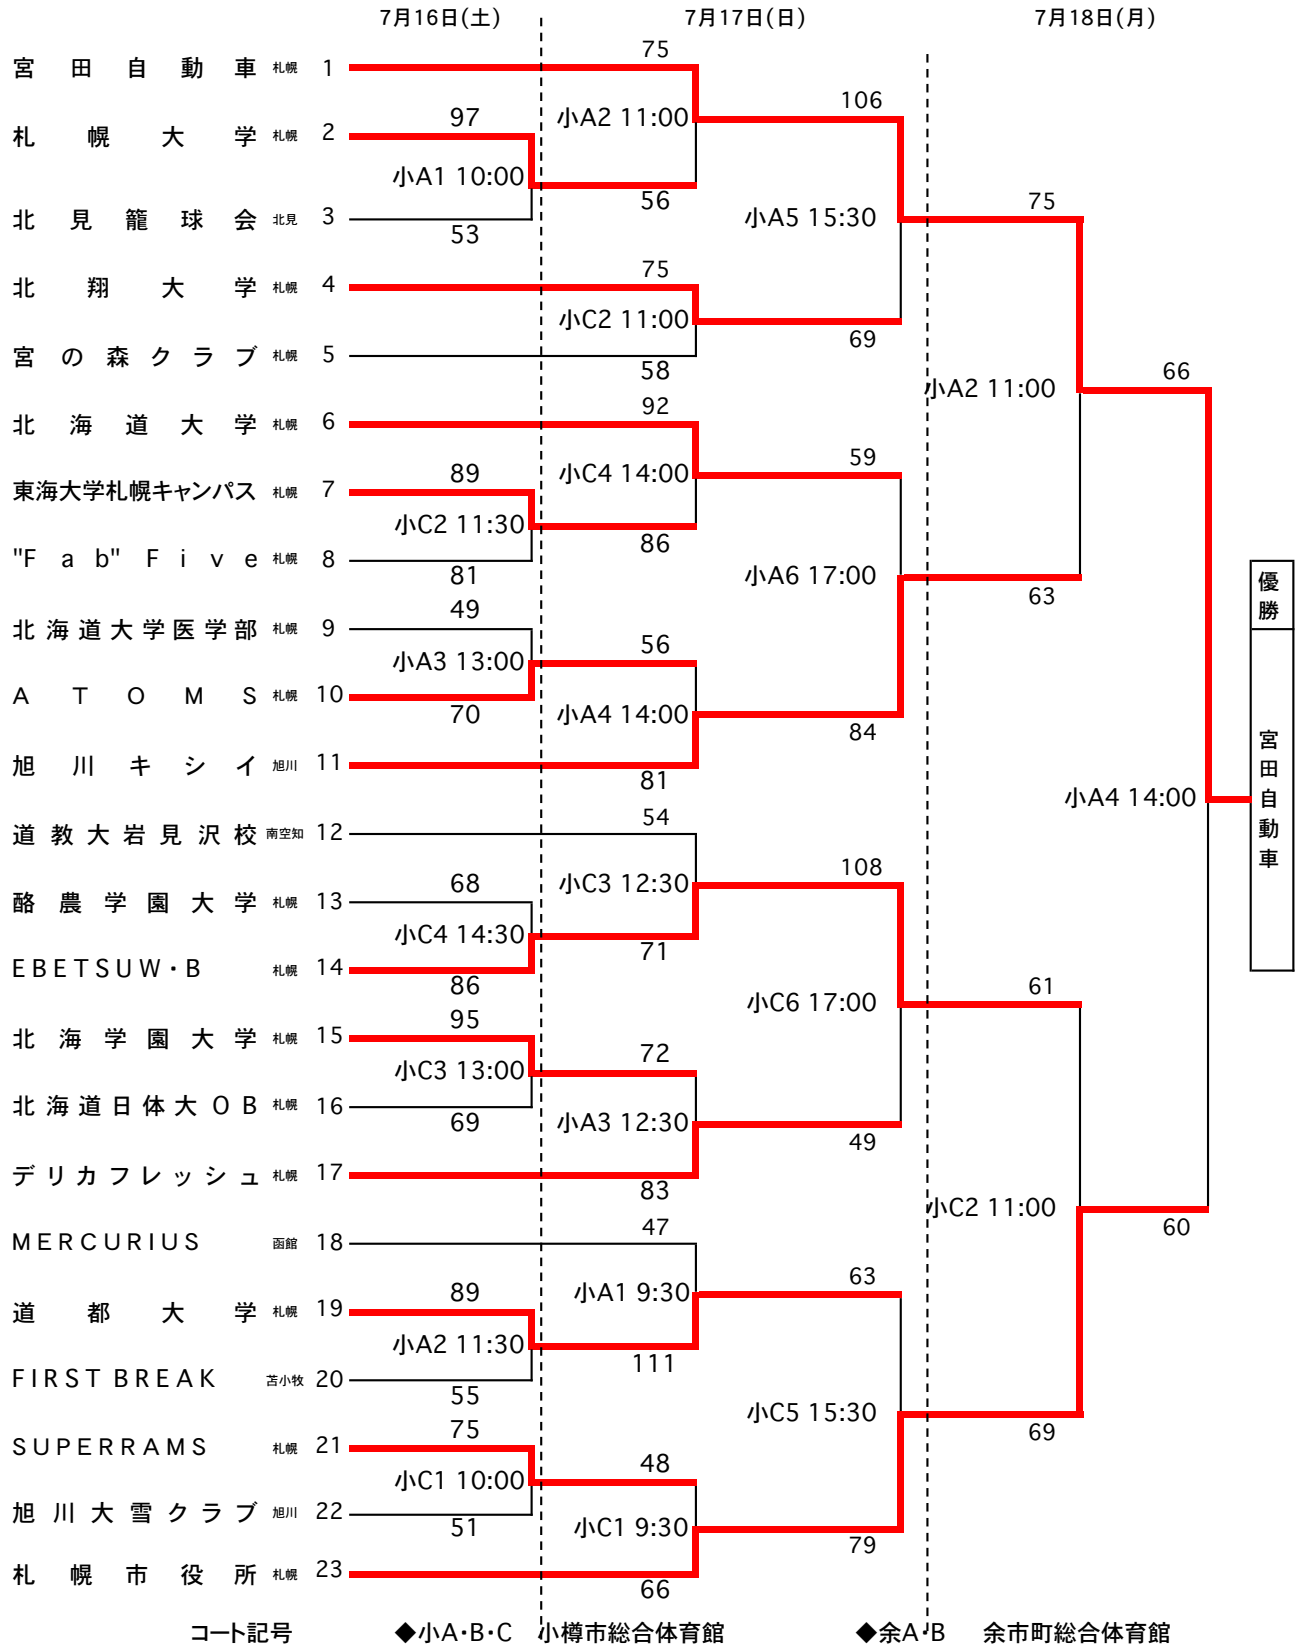 7月16日(土) 7月17日(日) 7月18日(月)
75
宮田自動車 札幌 1
106
97 小A2 11:00
札幌大学 札幌 2
小A1 10:00
56 75
北見籠球会 北見 3 小A5 15:30
53
75
北翔大学 札幌 4
小C2 11:00
69
宮の森クラブ 札幌 5
58
小A2 11:00 66
92
北海道大学 札幌 6
59
89 小C4 14:00
東海大学札幌キャンパス 札幌 7
小C2 11:30
86
"Fab" Five 札幌 8
81 小A6 17:00
優勝
63
49
北海道大学医学部 札幌 9
56
小A3 13:00
ATOMS 札幌 10
70 小A4 14:00
84
宮田自動車
旭川キシイ 旭川 11
81
小A4 14:00
54
道教大岩見沢校 南空知 12
108
68 小C3 12:30
酪農学園大学 札幌 13
小C4 14:30
71
EBETSUW・B 札幌 14
86 61
小C6 17:00
95
北海学園大学 札幌 15
72
小C3 13:00
北海道日体大OB 札幌 16
69 小A3 12:30
49
デリカフレッシュ 札幌 17
83
小C2 11:00
47 60
MERCURIUS 函館 18
63
89 小A1 9:30
道都大学 札幌 19
小A2 11:30
111
FIRST BREAK 苫小牧 20
55
小C5 15:30
75 69
SUPERRAMS 札幌 21
48
小C1 10:00
旭川大雪クラブ 旭川 22
51 小C1 9:30
79
札幌市役所 札幌 23
66
コート記号 ◆小A・B・C 小樽市総合体育館 ◆余A・B 余市町総合体育館